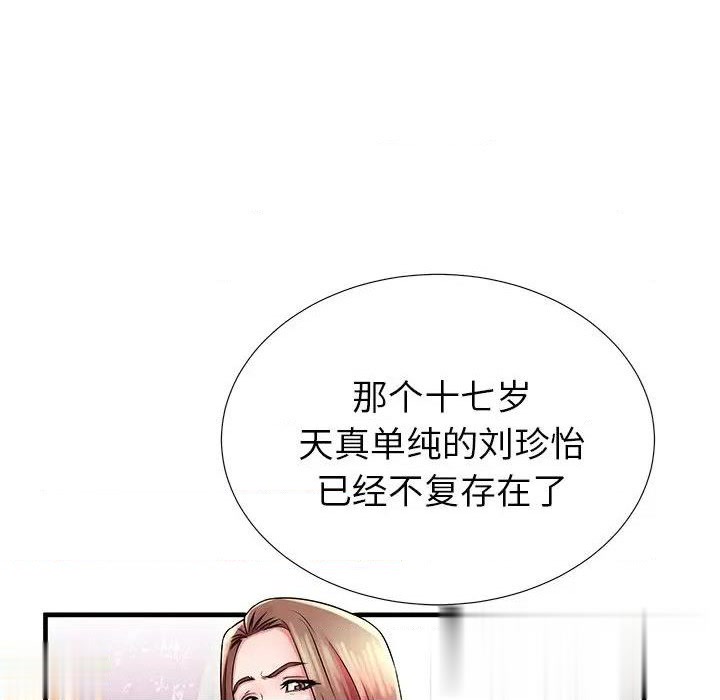 那个十七岁
天真单纯的刘珍怡
已经不复存在了